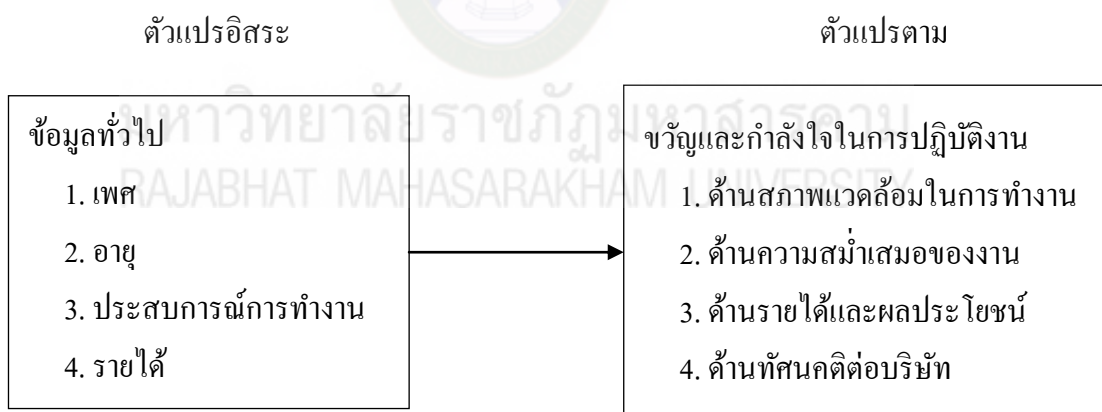 ตัวแปรอิสระ
ตัวแปรตาม
มหาวิทยาลัยราชภัฏมหาสารคาม
RAJABHAT MAHASARAKHAM UNIVERSITY
ข้อมูลทั่วไป
1. เพศ
2. อายุ
3. ประสบการณ์การทำงาน
4. รายได้
ขวัญและกำลังใจในการปฏิบัติงาน
1. ด้านสภาพแวดล้อมในการทำงาน
2. ด้านความสม่ำเสมอของงาน
3. ด้านรายได้และผลประโยชน์
4. ด้านทัศนคติต่อบริษัท